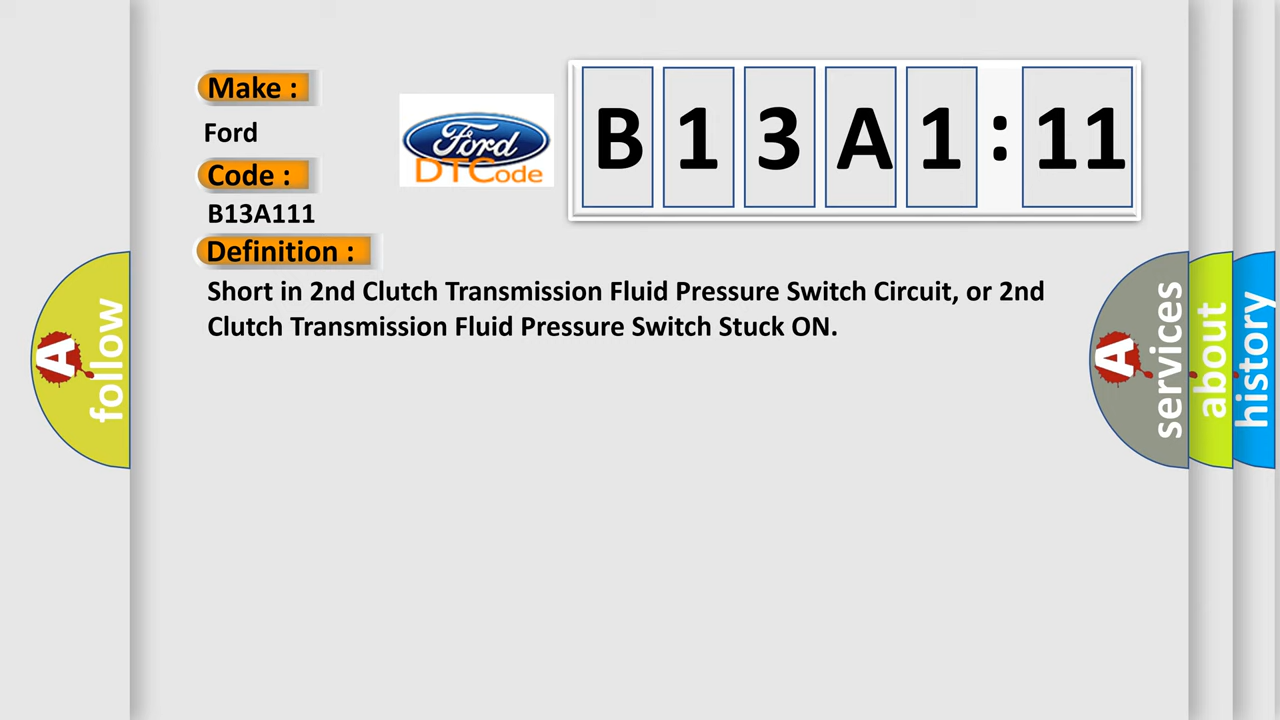 Make :
Ford
Code :
B13A111
Definition :
Short in 2nd Clutch Transmission Fluid Pressure Switch Circuit, or 2nd
Clutch Transmission Fluid Pressure Switch Stuck ON.
Ford
DTCode
B 1 3 A 1 : 11
A follow
A services
about
history